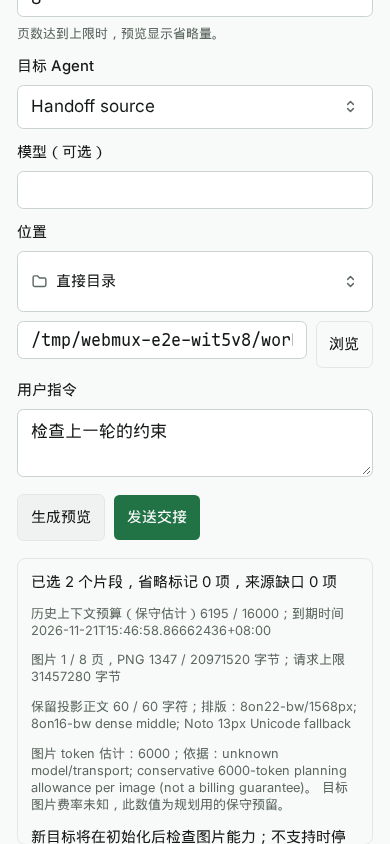 页数达到上限时，预览显示省略量。
目标 Agent
Handoff source
模型（可选）
位置
直接目录
/tmp/webmux-e2e-wit5v8/wor
浏览
用户指令
检查上一轮的约束
生成预览
发送交接
已选 2 个片段，省略标记 0 项，来源缺口 0 项
历史上下文预算（保守估计）6195 / 16000；到期时间
2026-11-21T15:46:58.86662436+08:00
图片 1 / 8 页，PNG 1347 / 20971520 字节；请求上限
31457280 字节
保留投影正文 60 / 60 字符；排版：8on22-bw/1568px;
8on16-bw dense middle; Noto 13px Unicode fallback
图片 token 估计：6000；依据：unknown
model/transport; conservative 6000-token planning
allowance per image (not a billing guarantee)。 目标
图片费率未知，此数值为规划用的保守预留。
新目标将在初始化后检查图片能力；不支持时停